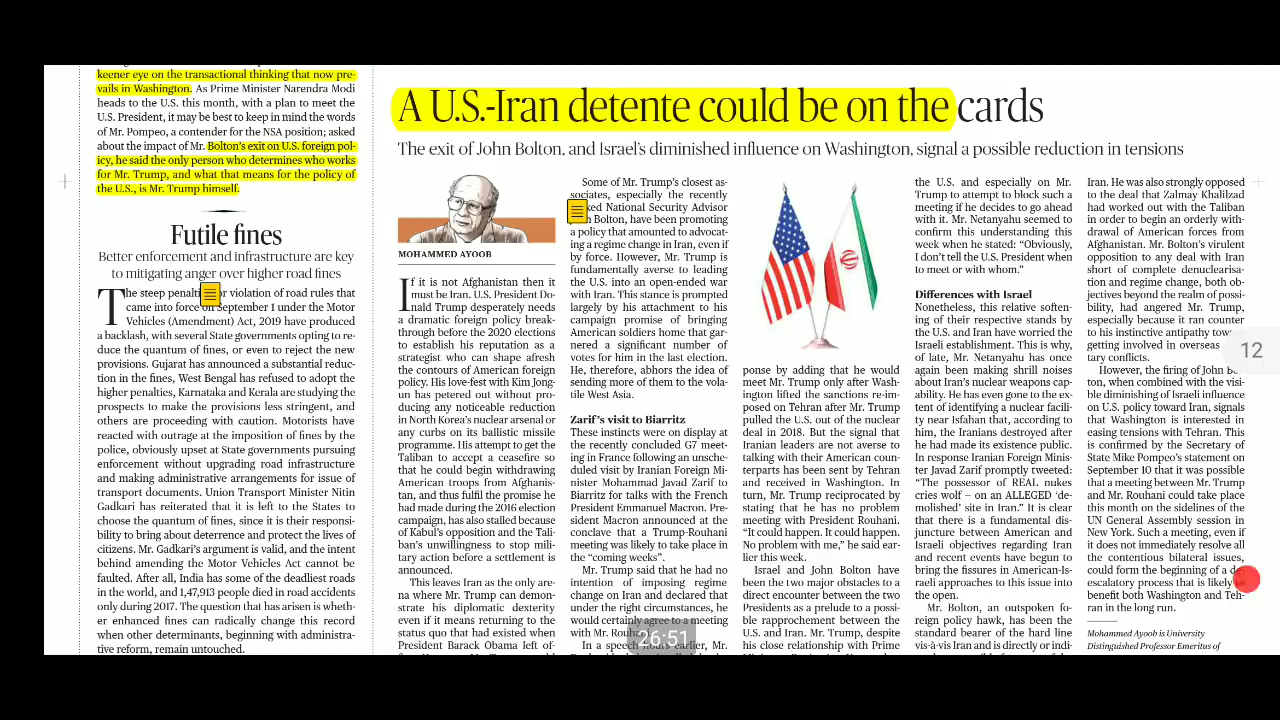 keener eye on the transactional thinking that now pre-
vails in Washington. As Prime Minister Narendra Modi
heads to the U.S. this month, with a plan to meet the
U.S. President, it may be best to keep in mind the words
of Mr. Pompeo, a contender for the NSA position; asked
about the impact of Mr. Bolton's exit on U.S. foreign pol-
icy, he said the only person who determines who works
for Mr. Trump, and what that means for the policy of
the U.S., is Mr. Trump himself.
Futile fines
Better enforcement and infrastructure are key
to mitigating anger over higher road fines
The steep penalti or violation of road rules that
came into force on September 1 under the Motor
Vehicles (Amendment) Act, 2019 have produced
a backlash, with several State governments opting to re-
duce the quantum of fines, or even to reject the new
provisions. Gujarat has announced a substantial reduc-
tion in the fines, West Bengal has refused to adopt the
higher penalties, Karnataka and Kerala are studying the
prospects to make the provisions less stringent, and
others are proceeding with caution. Motorists have
reacted with outrage at the imposition of fines by the
police, obviously upset at State governments pursuing
enforcement without upgrading road infrastructure
and making administrative arrangements for issue of
transport documents. Union Transport Minister Nitin
Gadkari has reiterated that it is left to the States to
choose the quantum of fines, since it is their responsi-
bility to bring about deterrence and protect the lives of
citizens. Mr. Gadkari's argument is valid, and the intent
behind amending the Motor Vehicles Act cannot be
faulted. After all, India has some of the deadliest roads
in the world, and 1,47,913 people died in road accidents
only during 2017. The question that has arisen is wheth-
er enhanced fines can radically change this record
when other determinants, beginning with administra-
tive reform, remain untouched.
A U.S.-Iran detente could be on the cards
The exit of John Bolton, and Israel's diminished influence on Washington, signal a possible reduction in tensions
MOHAMMED AYOOB
If it is not Afghanistan then it
must be Iran. U.S. President Do-
nald Trump desperately needs
a dramatic foreign policy break-
through before the 2020 elections
to establish his reputation as a
strategist who can shape afresh
the contours of American foreign
policy. His love-fest with Kim Jong-
un has petered out without pro-
ducing any noticeable reduction
in North Korea's nuclear arsenal or
any curbs on its ballistic missile
programme. His attempt to get the
Taliban to accept a ceasefire so
that he could begin withdrawing
American troops from Afghanis-
tan, and thus fulfil the promise he
had made during the 2016 election
campaign, has also stalled because
of Kabul's opposition and the Tali-
ban's unwillingness to stop mili-
tary action before a settlement is
announced.
This leaves Iran as the only are-
na where Mr. Trump can demon-
strate his diplomatic dexterity
even if it means returning to the
status quo that had existed when
President Barack Obama left of-
Some of Mr. Trump's closest as-
sociates, especially the recently
ked National Security Advisor
n Bolton, have been promoting
a policy that amounted to advocat-
ing a regime change in Iran, even if
by force. However, Mr. Trump is
fundamentally averse to leading
the U.S. into an open-ended war
with Iran. This stance is prompted
largely by his attachment to his
campaign promise of bringing
American soldiers home that gar-
nered a significant number of
votes for him in the last election.
He, therefore, abhors the idea of
sending more of them to the vola-
tile West Asia.
Zarif's visit to Biarritz
These instincts were on display at
the recently concluded G7 meet-
ing in France following an unsche-
duled visit by Iranian Foreign Mi-
nister Mohammad Javad Zarif to
Biarritz for talks with the French
President Emmanuel Macron. Pre-
sident Macron announced at the
conclave that a Trump-Rouhani
meeting was likely to take place in
the "coming weeks".
Mr. Trump said that he had no
intention of imposing regime
change on Iran and declared that
under the right circumstances, he
would certainly agree to a meeting
with Mr. Rouh
In a speech hours earlier, Mr.
26:51
ponse by adding that he would
meet Mr. Trump only after Wash-
ington lifted the sanctions re-im-
posed on Tehran after Mr. Trump
pulled the U.S. out of the nuclear
deal in 2018. But the signal that
Iranian leaders are not averse to
talking with their American coun-
terparts has been sent by Tehran
and received in Washington. In
turn, Mr. Trump reciprocated by
stating that he has no problem
meeting with President Rouhani.
"It could happen. It could happen.
No problem with me," he said ear-
lier this week.
Israel and John Bolton have
been the two major obstacles to a
direct encounter between the two
Presidents as a prelude to a possi-
ble rapprochement between the
U.S. and Iran. Mr. Trump, despite
his close relationship with Prime
the U.S. and especially on Mr.
Trump to attempt to block such a
meeting if he decides to go ahead
with it. Mr. Netanyahu seemed to
confirm this understanding this
week when he stated: "Obviously,
I don't tell the U.S. President when
to meet or with whom."
Differences with Israel
Nonetheless, this relative soften-
ing of their respective stands by
the U.S. and Iran have worried the
Israeli establishment. This is why,
of late, Mr. Netanyahu has once
again been making shrill noises
about Iran's nuclear weapons cap-
ability. He has even gone to the ex-
tent of identifying a nuclear facili-
ty near Isfahan that, according to
him, the Iranians destroyed after
he had made its existence public.
In response Iranian Foreign Minis-
ter Javad Zarif promptly tweeted:
"The possessor of REAL nukes
cries wolf – on an ALLEGED 'de-
molished' site in Iran." It is clear
that there is a fundamental dis-
juncture between American and
Israeli objectives regarding Iran
and recent events have begun to
bring the fissures in American-Is-
raeli approaches to this issue into
the open.
Mr. Bolton, an outspoken fo-
reign policy hawk, has been the
standard bearer of the hard line
vis-à-vis Iran and is directly or indi-
Iran. He was also strongly opposed
to the deal that Zalmay Khalilzad
had worked out with the Taliban
in order to begin an orderly with-
drawal of American forces from
Afghanistan. Mr. Bolton's virulent
opposition to any deal with Iran
short of complete denuclearisa-
tion and regime change, both ob-
jectives beyond the realm of possi-
bility, had angered Mr. Trump,
especially because it ran counter
to his instinctive antipathy tow
getting involved in overseas
tary conflicts.
However, the firing of John Bo
ton, when combined with the visi-
ble diminishing of Israeli influence
on U.S. policy toward Iran, signals
that Washington is interested in
easing tensions with Tehran. This
is confirmed by the Secretary of
State Mike Pompeo's statement on
September 10 that it was possible
that a meeting between Mr. Trump
and Mr. Rouhani could take place
this month on the sidelines of the
UN General Assembly session in
New York. Such a meeting, even if
it does not immediately resolve all
the contentious bilateral issues,
could form the beginning of a de-
escalatory process that is likely
benefit both Washington and Teh-
ran in the long run.
Mohammed Ayoob is University
Distinguished Professor Emeritus of
12